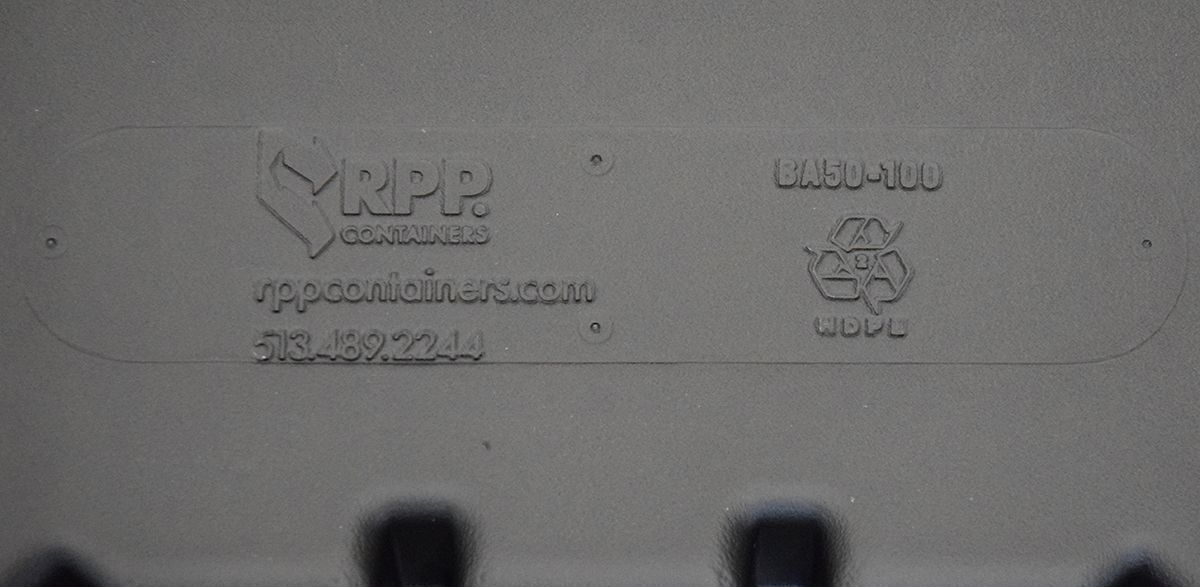 RPP.
CONTAINERS
rppcontainers.com
513.489.2244
BA50-100
2
HDPE